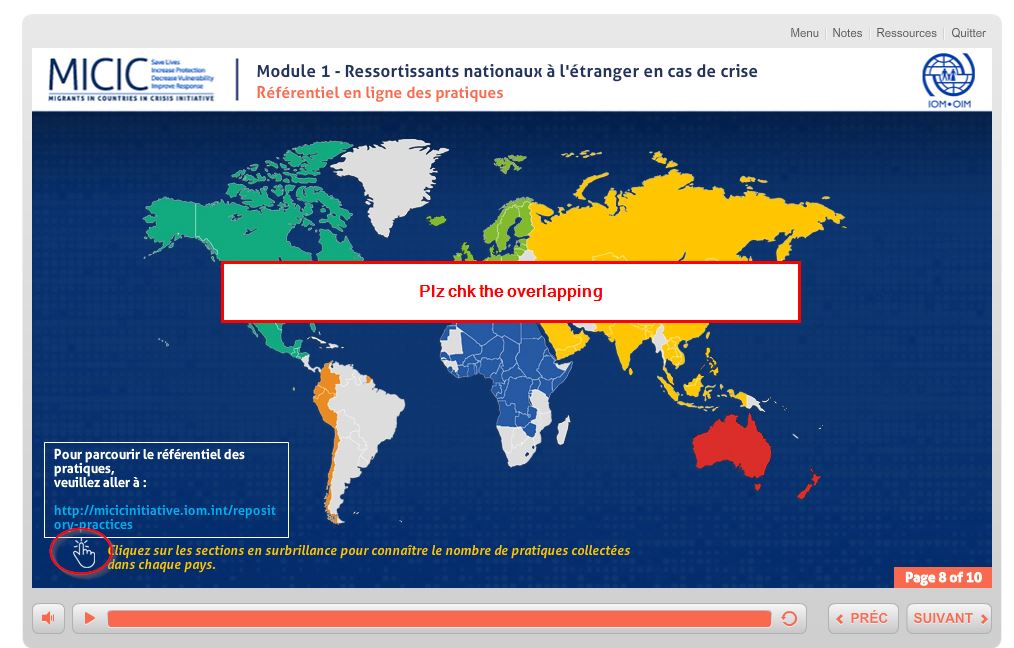 Menu Notes Ressources Quitter
MICIC
Save Lives
Increase Protection
Decrease Vulnerability
Improve Response
MIGRANTS IN COUNTRIES IN CRISIS INITIATIVE
Module 1 - Ressortissants nationaux à l'étranger en cas de crise
Référentiel en ligne des pratiques
IOM•OIM
Plz chk the overlapping
Pour parcourir le référentiel des
pratiques,
veuillez aller à :
http://micicinitiative.iom.int/reposit
ory-practices
Cliquez sur les sections en surbrillance pour connaître le nombre de pratiques collectées
dans chaque pays.
Page 8 of 10
PRÉC SUIVANT